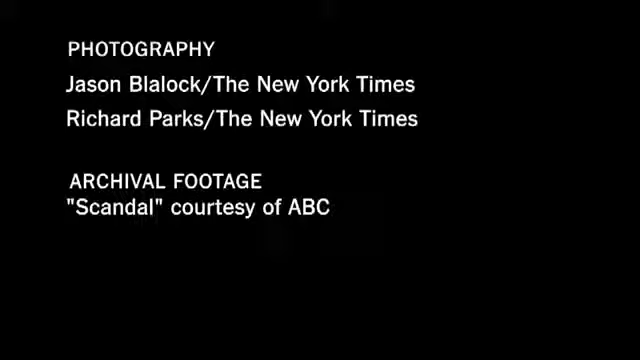 PHOTOGRAPHY
Jason Blalock/The New York Times
Richard Parks/The New York Times
ARCHIVAL FOOTAGE
"Scandal" courtesy of ABC